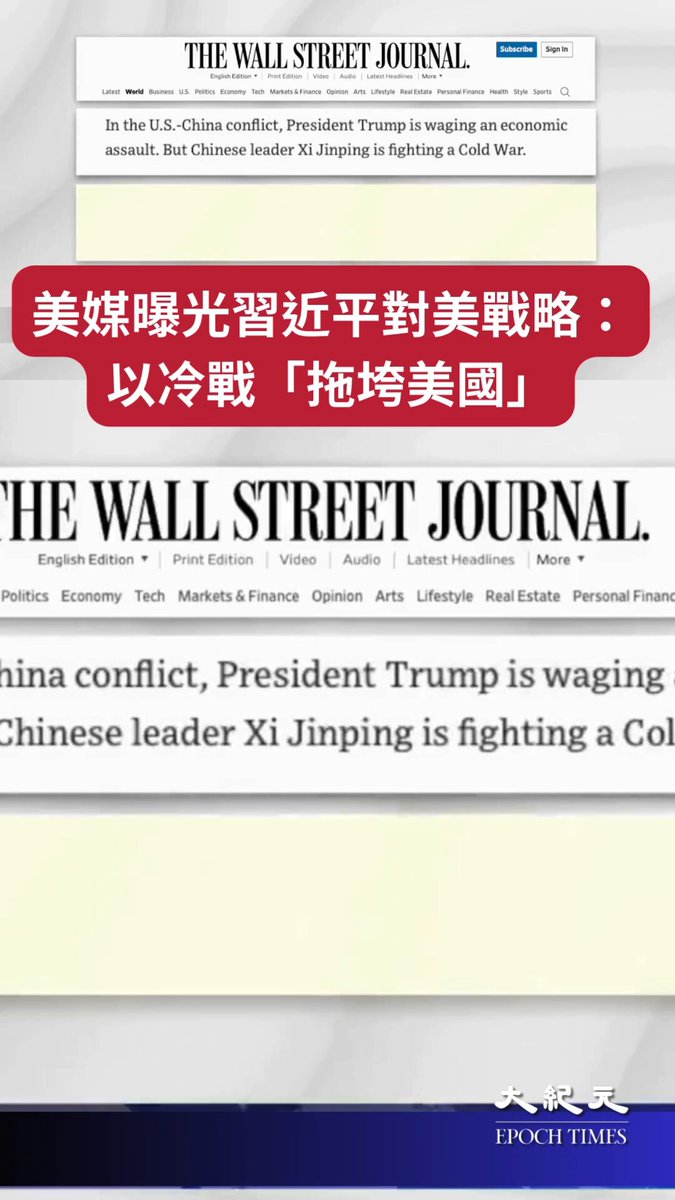 THE WALL STREET JOURNAL.
Subscribe Sign In
English Edition Print Edition Video Audio Latest Headlines More
Latest World Business U.S. Politics Economy Tech Markets & Finance Opinion Arts Lifestyle Real Estate Personal Finance Health Style Sports
In the U.S.-China conflict, President Trump is waging an economic
assault. But Chinese leader Xi Jinping is fighting a Cold War.
美媒曝光習近平對美戰略：
以冷戰「拖垮美國」
THE WALL STREET JOURNAL.
English Edition Print Edition Video Audio Latest Headlines More
Politics Economy Tech Markets & Finance Opinion Arts Lifestyle Real Estate Personal Financ
hina conflict, President Trump is waging
Chinese leader Xi Jinping is fighting a Col
大紀元
EPOCH TIMES